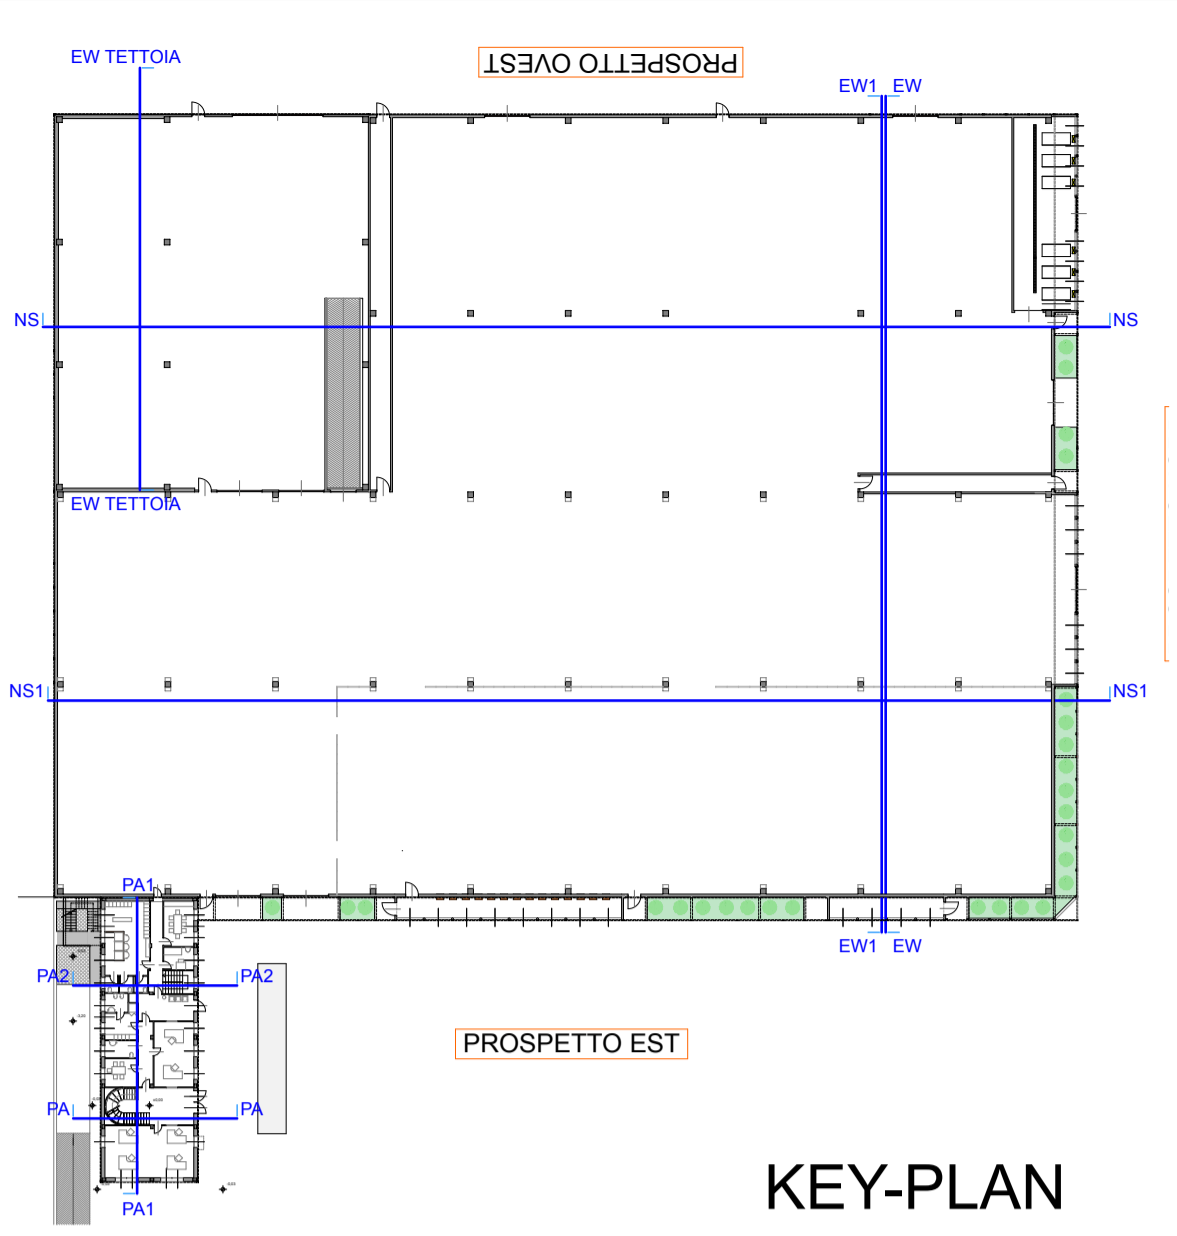 EW TETTOIA
PROSPETTO OVEST
EW1 EW
NS
NS
EW TETTOIA
NS1
NS1
PA1
EW1 EW
PA2
PA2
PROSPETTO EST
PA
PA
KEY-PLAN
PA1